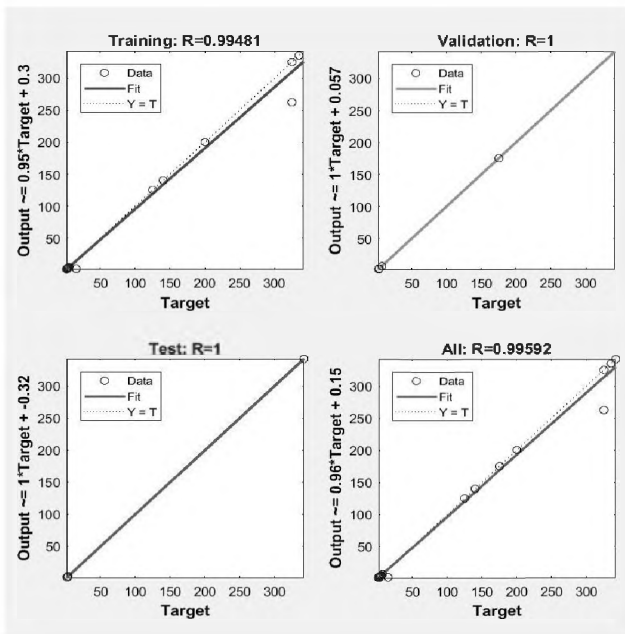 Training: R=0.99481
Output ~= 0.95*Target + 0.3
300
250
200
150
100
50
Data
Fit
Y = T
50 100 150 200 250 300
Target
Validation: R=1
Output ~= 1*Target + 0.057
300
250
200
150
100
50
Data
Fit
Y = T
50 100 150 200 250 300
Target
Test: R=1
Output ~= 1*Target + -0.32
300
250
200
150
100
50
Data
Fit
Y = T
50 100 150 200 250 300
Target
All: R=0.99592
Output ~= 0.96*Target + 0.15
300
250
200
150
100
50
Data
Fit
Y = T
50 100 150 200 250 300
Target